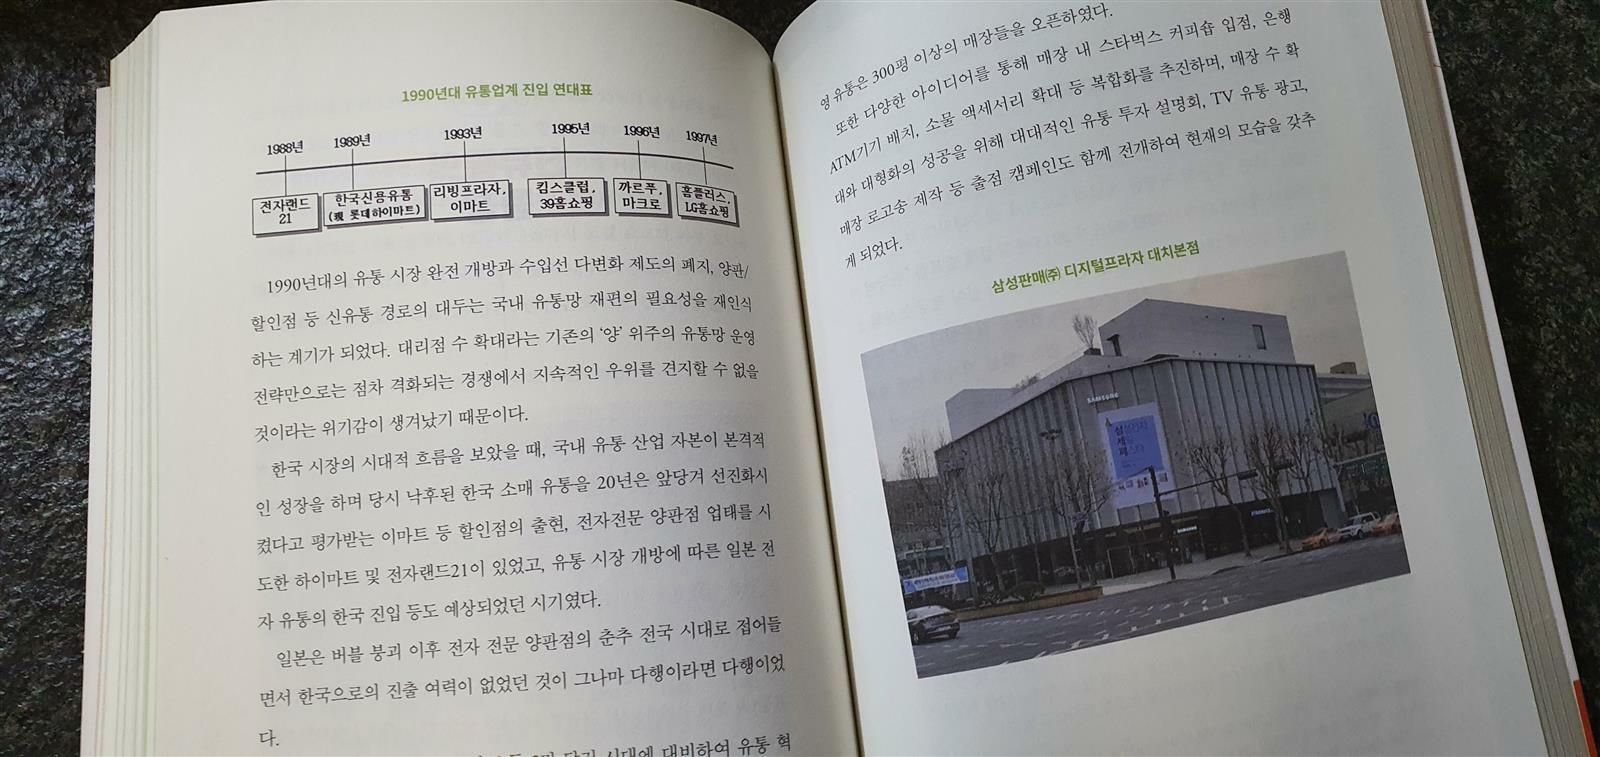 1990년대 유통업계 진입 연대표
1988년 1989년 1993년 1995년 1996년 1997년
전자랜드
21
한국신용유통
(現 롯데하이마트)
리빙프라자,
이마트
킴스클럽,
39홈쇼핑
까르푸,
마크로
홈플러스,
LG홈쇼핑
1990년대의 유통 시장 완전 개방과 수입선 다변화 제도의 폐지, 양판/
할인점 등 신유통 경로의 대두는 국내 유통망 재편의 필요성을 재인식
하는 계기가 되었다. 대리점 수 확대라는 기존의 ‘양’ 위주의 유통망 운영
전략만으로는 점차 격화되는 경쟁에서 지속적인 우위를 견지할 수 없을
것이라는 위기감이 생겨났기 때문이다.
한국 시장의 시대적 흐름을 보았을 때, 국내 유통 산업 자본이 본격적
인 성장을 하며 당시 낙후된 한국 소매 유통을 20년은 앞당겨 선진화시
켰다고 평가받는 이마트 등 할인점의 출현, 전자전문 양판점 업태를 시
도한 하이마트 및 전자랜드21이 있었고, 유통 시장 개방에 따른 일본 전
자 유통의 한국 진입 등도 예상되었던 시기였다.
일본은 버블 붕괴 이후 전자 전문 양판점의 춘추 전국 시대로 접어들
면서 한국으로의 진출 여력이 없었던 것이 그나마 다행이라면 다행이었
다.
시대에 대비하여 유통 혁
영 유통은 300평 이상의 매장들을 오픈하였다.
또한 다양한 아이디어를 통해 매장 내 스타벅스 커피숍 입점, 은행
ATM기기 배치, 소물 액세서리 확대 등 복합화를 추진하며, 매장 수 확
대와 대형화의 성공을 위해 대대적인 유통 투자 설명회, TV 유통 광고,
매장 로고송 제작 등 출점 캠페인도 함께 전개하여 현재의 모습을 갖추
게 되었다.
삼성판매㈜ 디지털프라자 대치본점
SAMSUNG
삼성전자
세일
페스타
SAMSUNG